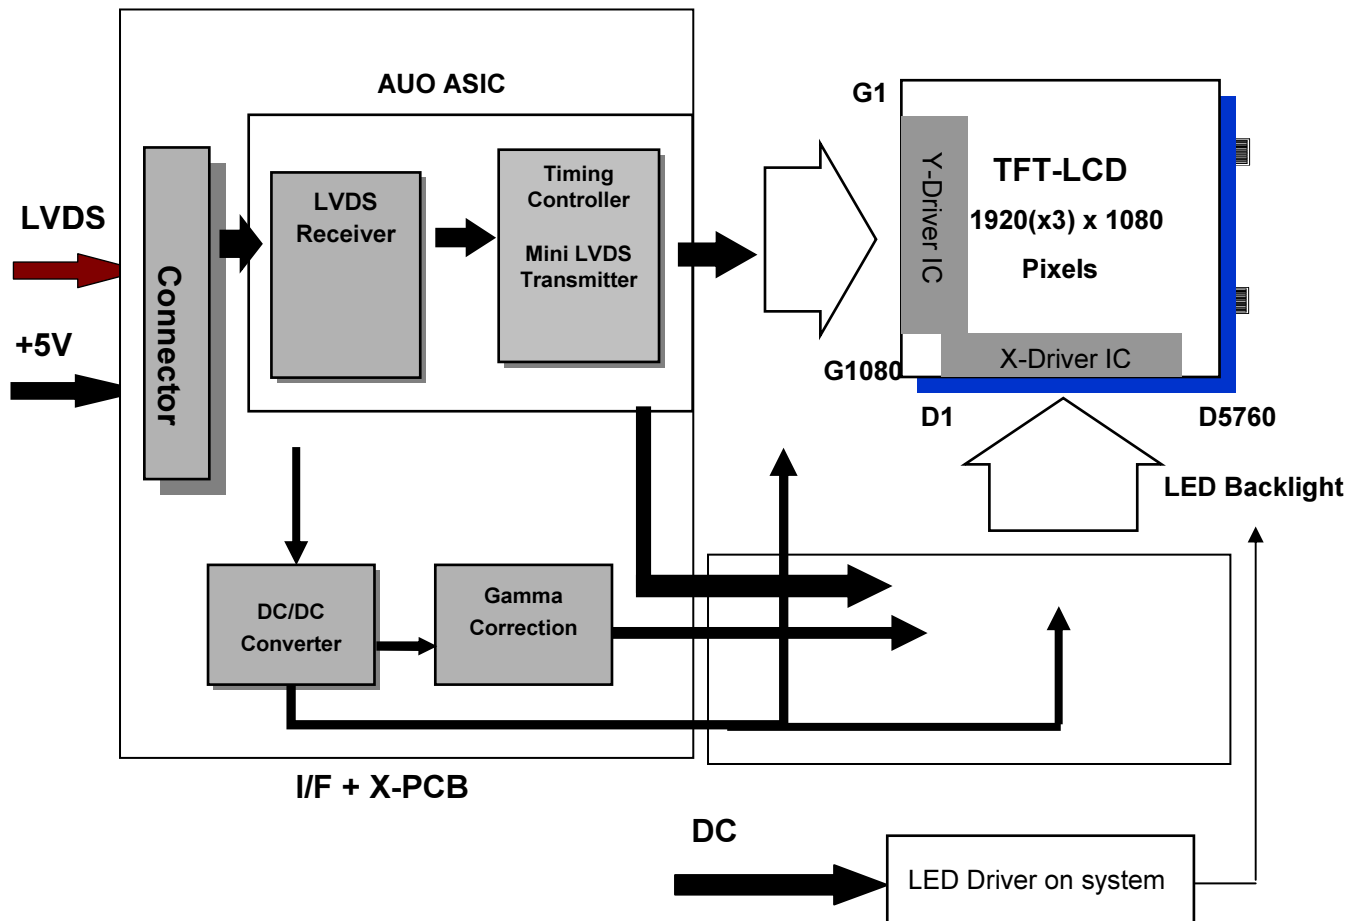 AUO ASIC
G1
LVDS
+5V
Connector
LVDS
Receiver
Timing
Controller
Mini LVDS
Transmitter
Y-Driver IC
TFT-LCD
1920(x3) x 1080
Pixels
X-Driver IC
G1080
D1
D5760
LED Backlight
DC/DC
Converter
Gamma
Correction
I/F + X-PCB
DC
LED Driver on system